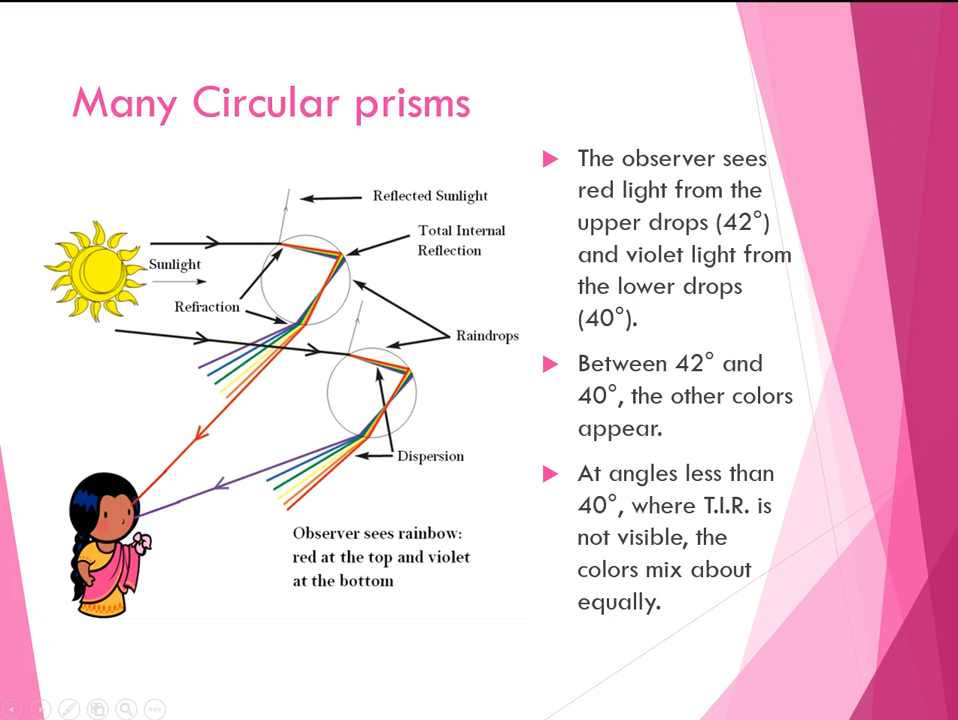 Many Circular prisms
Reflected Sunlight
Total Internal
Reflection
Sunlight
Refraction
Raindrops
Dispersion
Observer sees rainbow:
red at the top and violet
at the bottom
The observer sees
red light from the
upper drops (42°)
and violet light from
the lower drops
(40°).
Between 42° and
40°, the other colors
appear.
At angles less than
40°, where T.I.R. is
not visible, the
colors mix about
equally.